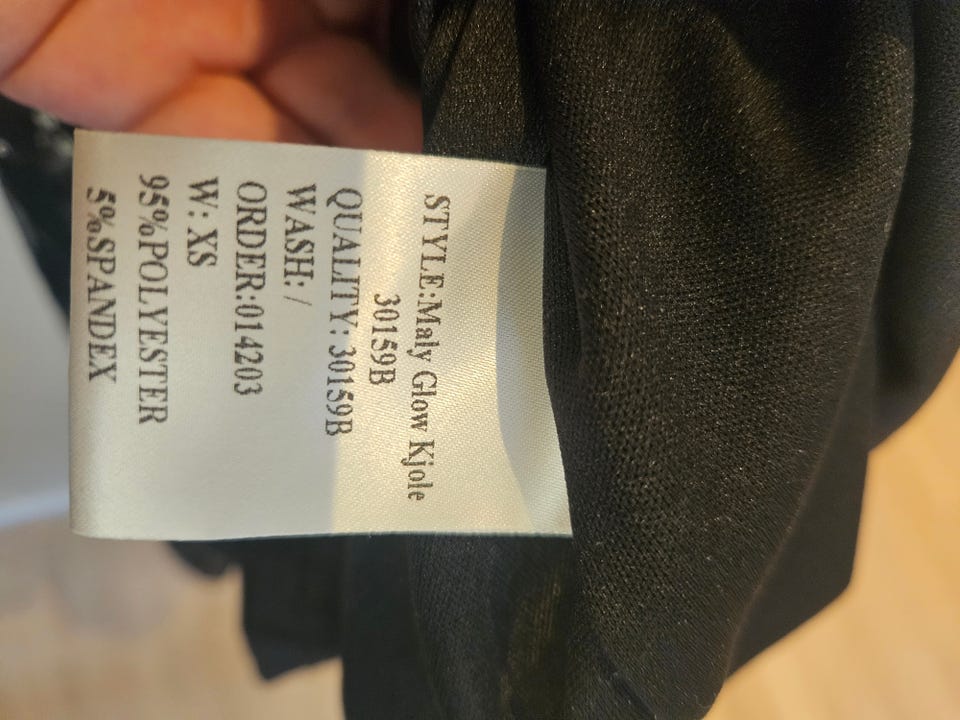 STYLE:Maly Glow Kjole
30159B
QUALITY: 30159B
WASH: /
ORDER:014203
W: XS
95%POLYESTER
5%SPANDEX